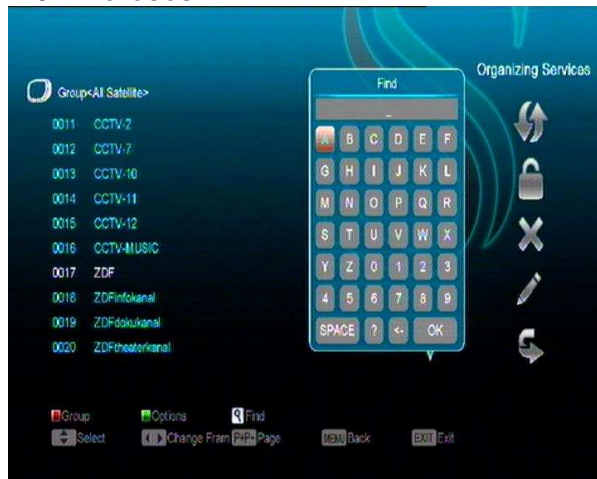 Organizing Services
Group<All Satellite>
0011 CCTV-2
0012 CCTV-7
0013 CCTV-10
0014 CCTV-11
0015 CCTV-12
0016 CCTV-MUSIC
0017 ZDF
0018 ZDFinfokanal
0019 ZDFdokukanal
0020 ZDFtheaterkanal
Find
_
A B C D E F
G H I J K L
M N O P Q R
S T U V W X
Y Z 0 1 2 3
4 5 6 7 8 9
SPACE ? <- OK
Group Options Find
Select Change Fram P+P- Page MENU Back EXIT Exit